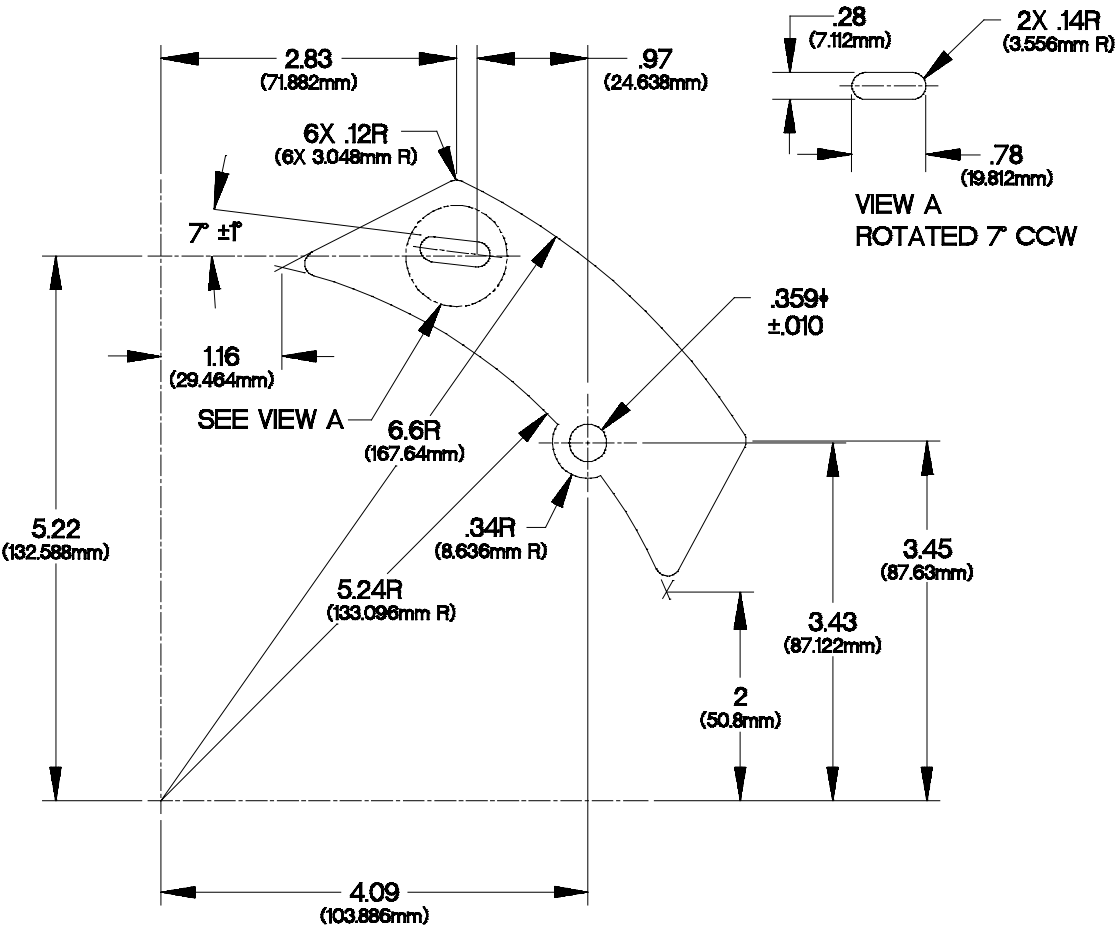 2.83
(71.882mm)
.97
(24.638mm)
.28
(7.112mm)
2X .14R
(3.556mm R)
6X .12R
(6X 3.048mm R)
.78
(19.812mm)
VIEW A
ROTATED 7° CCW
7° ±1°
.359⌀
±.010
1.16
(29.464mm)
SEE VIEW A
6.6R
(167.64mm)
5.22
(132.588mm)
.34R
(8.636mm R)
3.45
(87.63mm)
5.24R
(133.096mm R)
3.43
(87.122mm)
2
(50.8mm)
4.09
(103.886mm)